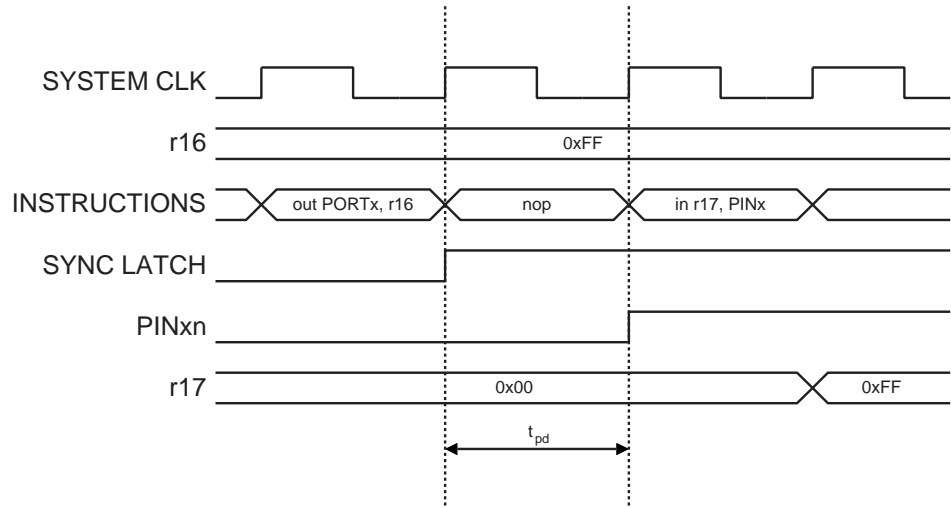 SYSTEM CLK
r16
0xFF
INSTRUCTIONS
out PORTx, r16
nop
in r17, PINx
SYNC LATCH
PINxn
r17
0x00
0xFF
tpd